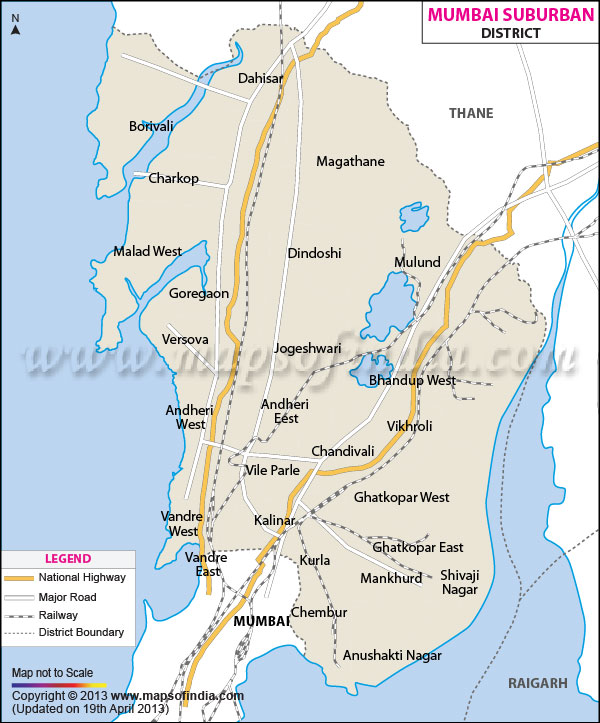 N
MUMBAI SUBURBAN
DISTRICT
Dahisar
THANE
Borivali
Magathane
Charkop
Malad West
Dindoshi
Mulund
Goregaon
Versova
Jogeshwari
www.mapsofindia.com
Bhandup West
Andheri
West
Andheri
Eest
Vikhroli
Chandivali
Vile Parle
Ghatkopar West
Vandre
West
Kalinar
Ghatkopar East
Vandre
East
Kurla
Mankhurd
Shivaji
Nagar
Chembur
MUMBAI
Anushakti Nagar
RAIGARH
LEGEND
National Highway
Major Road
Railway
District Boundary
Map not to Scale
Copyright © 2013 www.mapsofindia.com
(Updated on 19th April 2013)